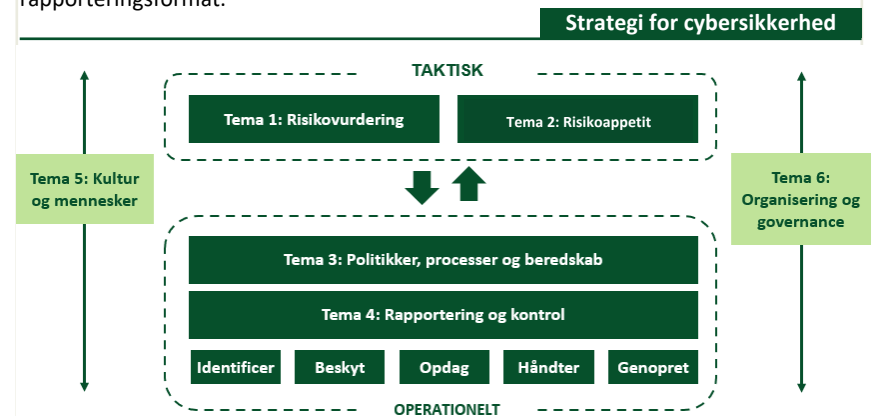 rapporteringsformat.
Strategi for cybersikkerhed
TAKTISK
Tema 1: Risikovurdering
Tema 2: Risikoappetit
Tema 5: Kultur
og mennesker
Tema 6:
Organisering og
governance
Tema 3: Politikker, processer og beredskab
Tema 4: Rapportering og kontrol
Identificer
Beskyt
Opdag
Håndter
Genopret
OPERATIONELT